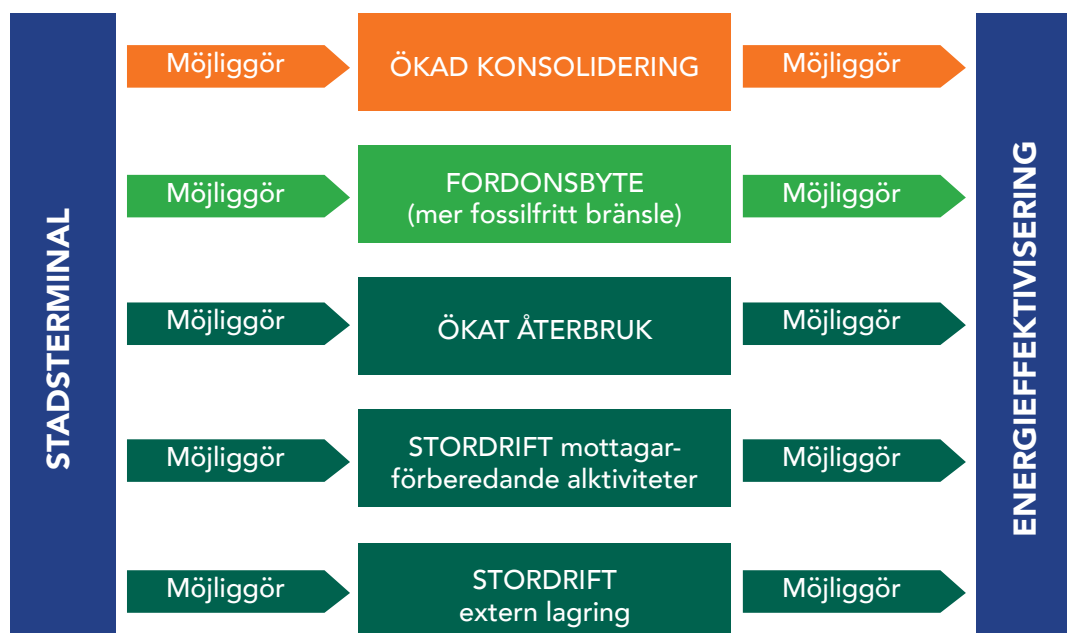 STADSTERMINAL
Möjliggör
ÖKAD KONSOLIDERING
Möjliggör
Möjliggör
FORDONSBYTE
(mer fossilfritt bränsle)
Möjliggör
Möjliggör
ÖKAT ÅTERBRUK
Möjliggör
Möjliggör
STORDRIFT mottagar-
förberedande alktiviteter
Möjliggör
Möjliggör
STORDRIFT
extern lagring
Möjliggör
ENERGIEFFEKTIVISERING